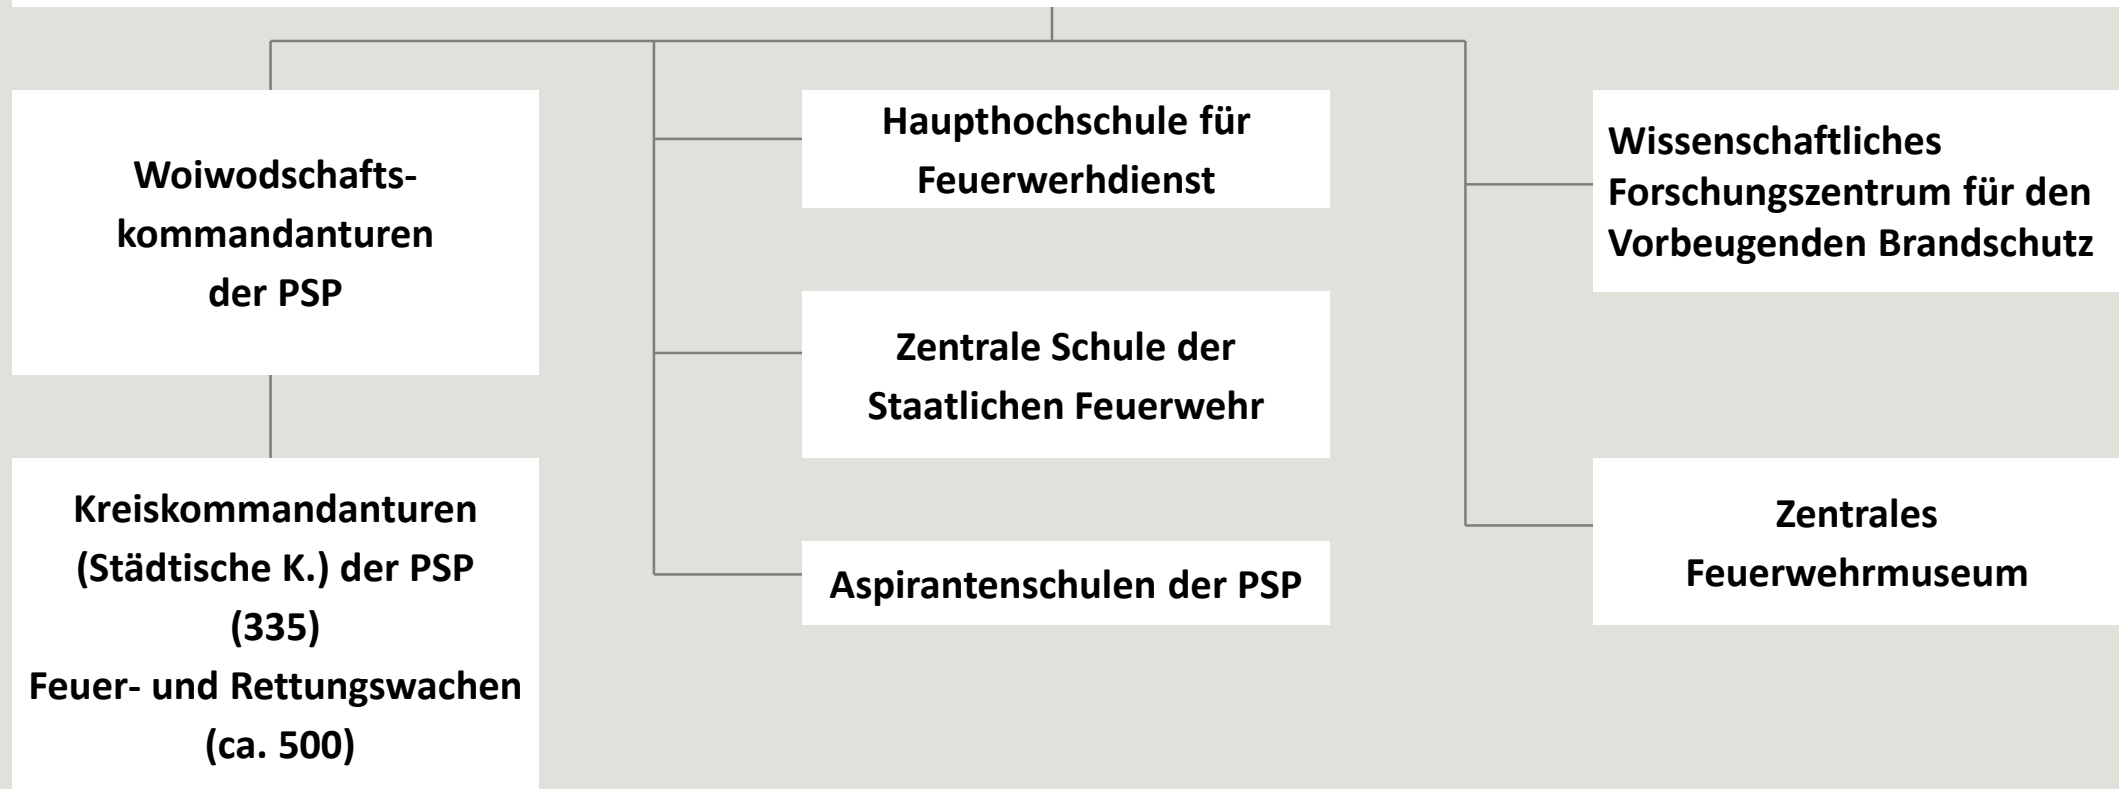 Woiwodschafts-
kommandanturen
der PSP
Kreiskommandanturen
(Städtische K.) der PSP
(335)
Feuer- und Rettungswachen
(ca. 500)
Haupthochschule für
Feuerwerhdienst
Zentrale Schule der
Staatlichen Feuerwehr
Aspirantenschulen der PSP
Wissenschaftliches
Forschungszentrum für den
Vorbeugenden Brandschutz
Zentrales
Feuerwehrmuseum